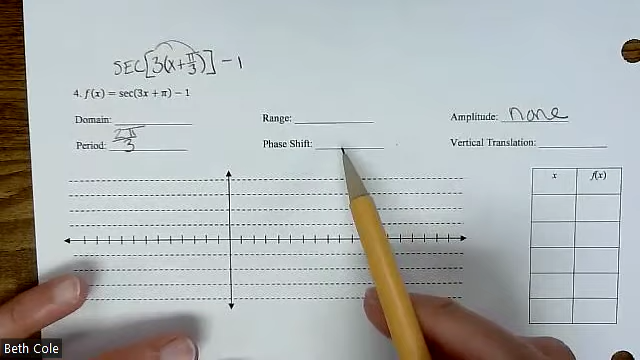 SEC[3(x+π/3)] -1
4. f(x) = sec(3x + π) − 1
Domain: Range: Amplitude: none
Period: 2π/3 Phase Shift: Vertical Translation:
x f(x)
Beth Cole